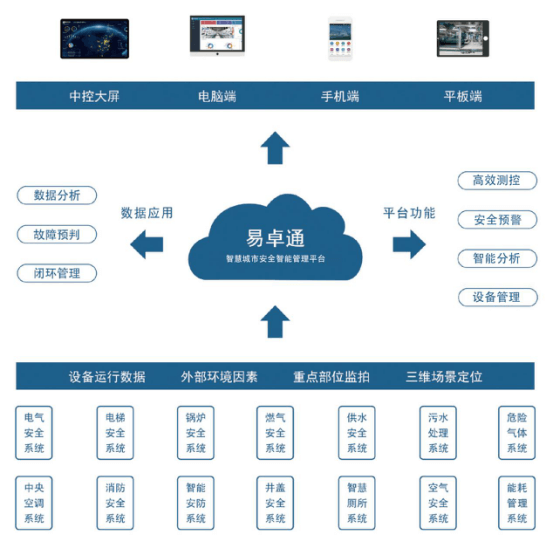 中控大屏
电脑端
手机端
平板端
数据分析
故障预判
闭环管理
数据应用
易卓通
智慧城市安全智能管理平台
平台功能
高效测控
安全预警
智能分析
设备管理
设备运行数据
外部环境因素
重点部位监拍
三维场景定位
电气
安全
系统
电梯
安全
系统
锅炉
安全
系统
燃气
安全
系统
供水
安全
系统
污水
处理
系统
危险
气体
系统
中央
空调
系统
消防
安全
系统
智能
安防
系统
井盖
安全
系统
智慧
厕所
系统
空气
安全
系统
能耗
管理
系统